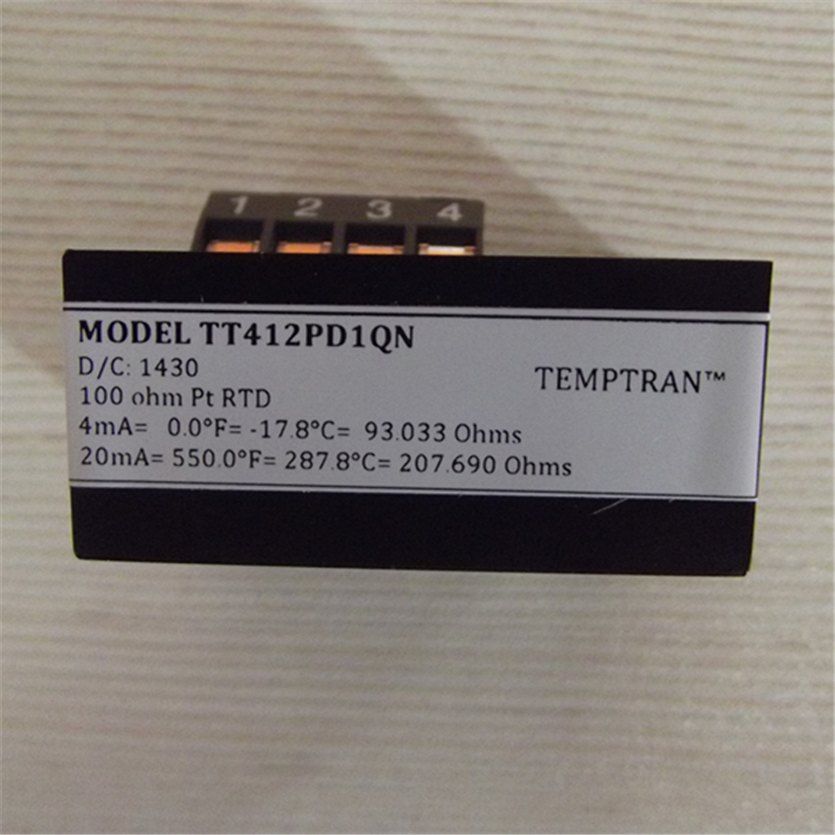 1 2 3 4
MODEL TT412PD1QN
D/C: 1430
TEMPTRAN™
100 ohm Pt RTD
4mA= 0.0°F= -17.8°C= 93.033 Ohms
20mA= 550.0°F= 287.8°C= 207.690 Ohms